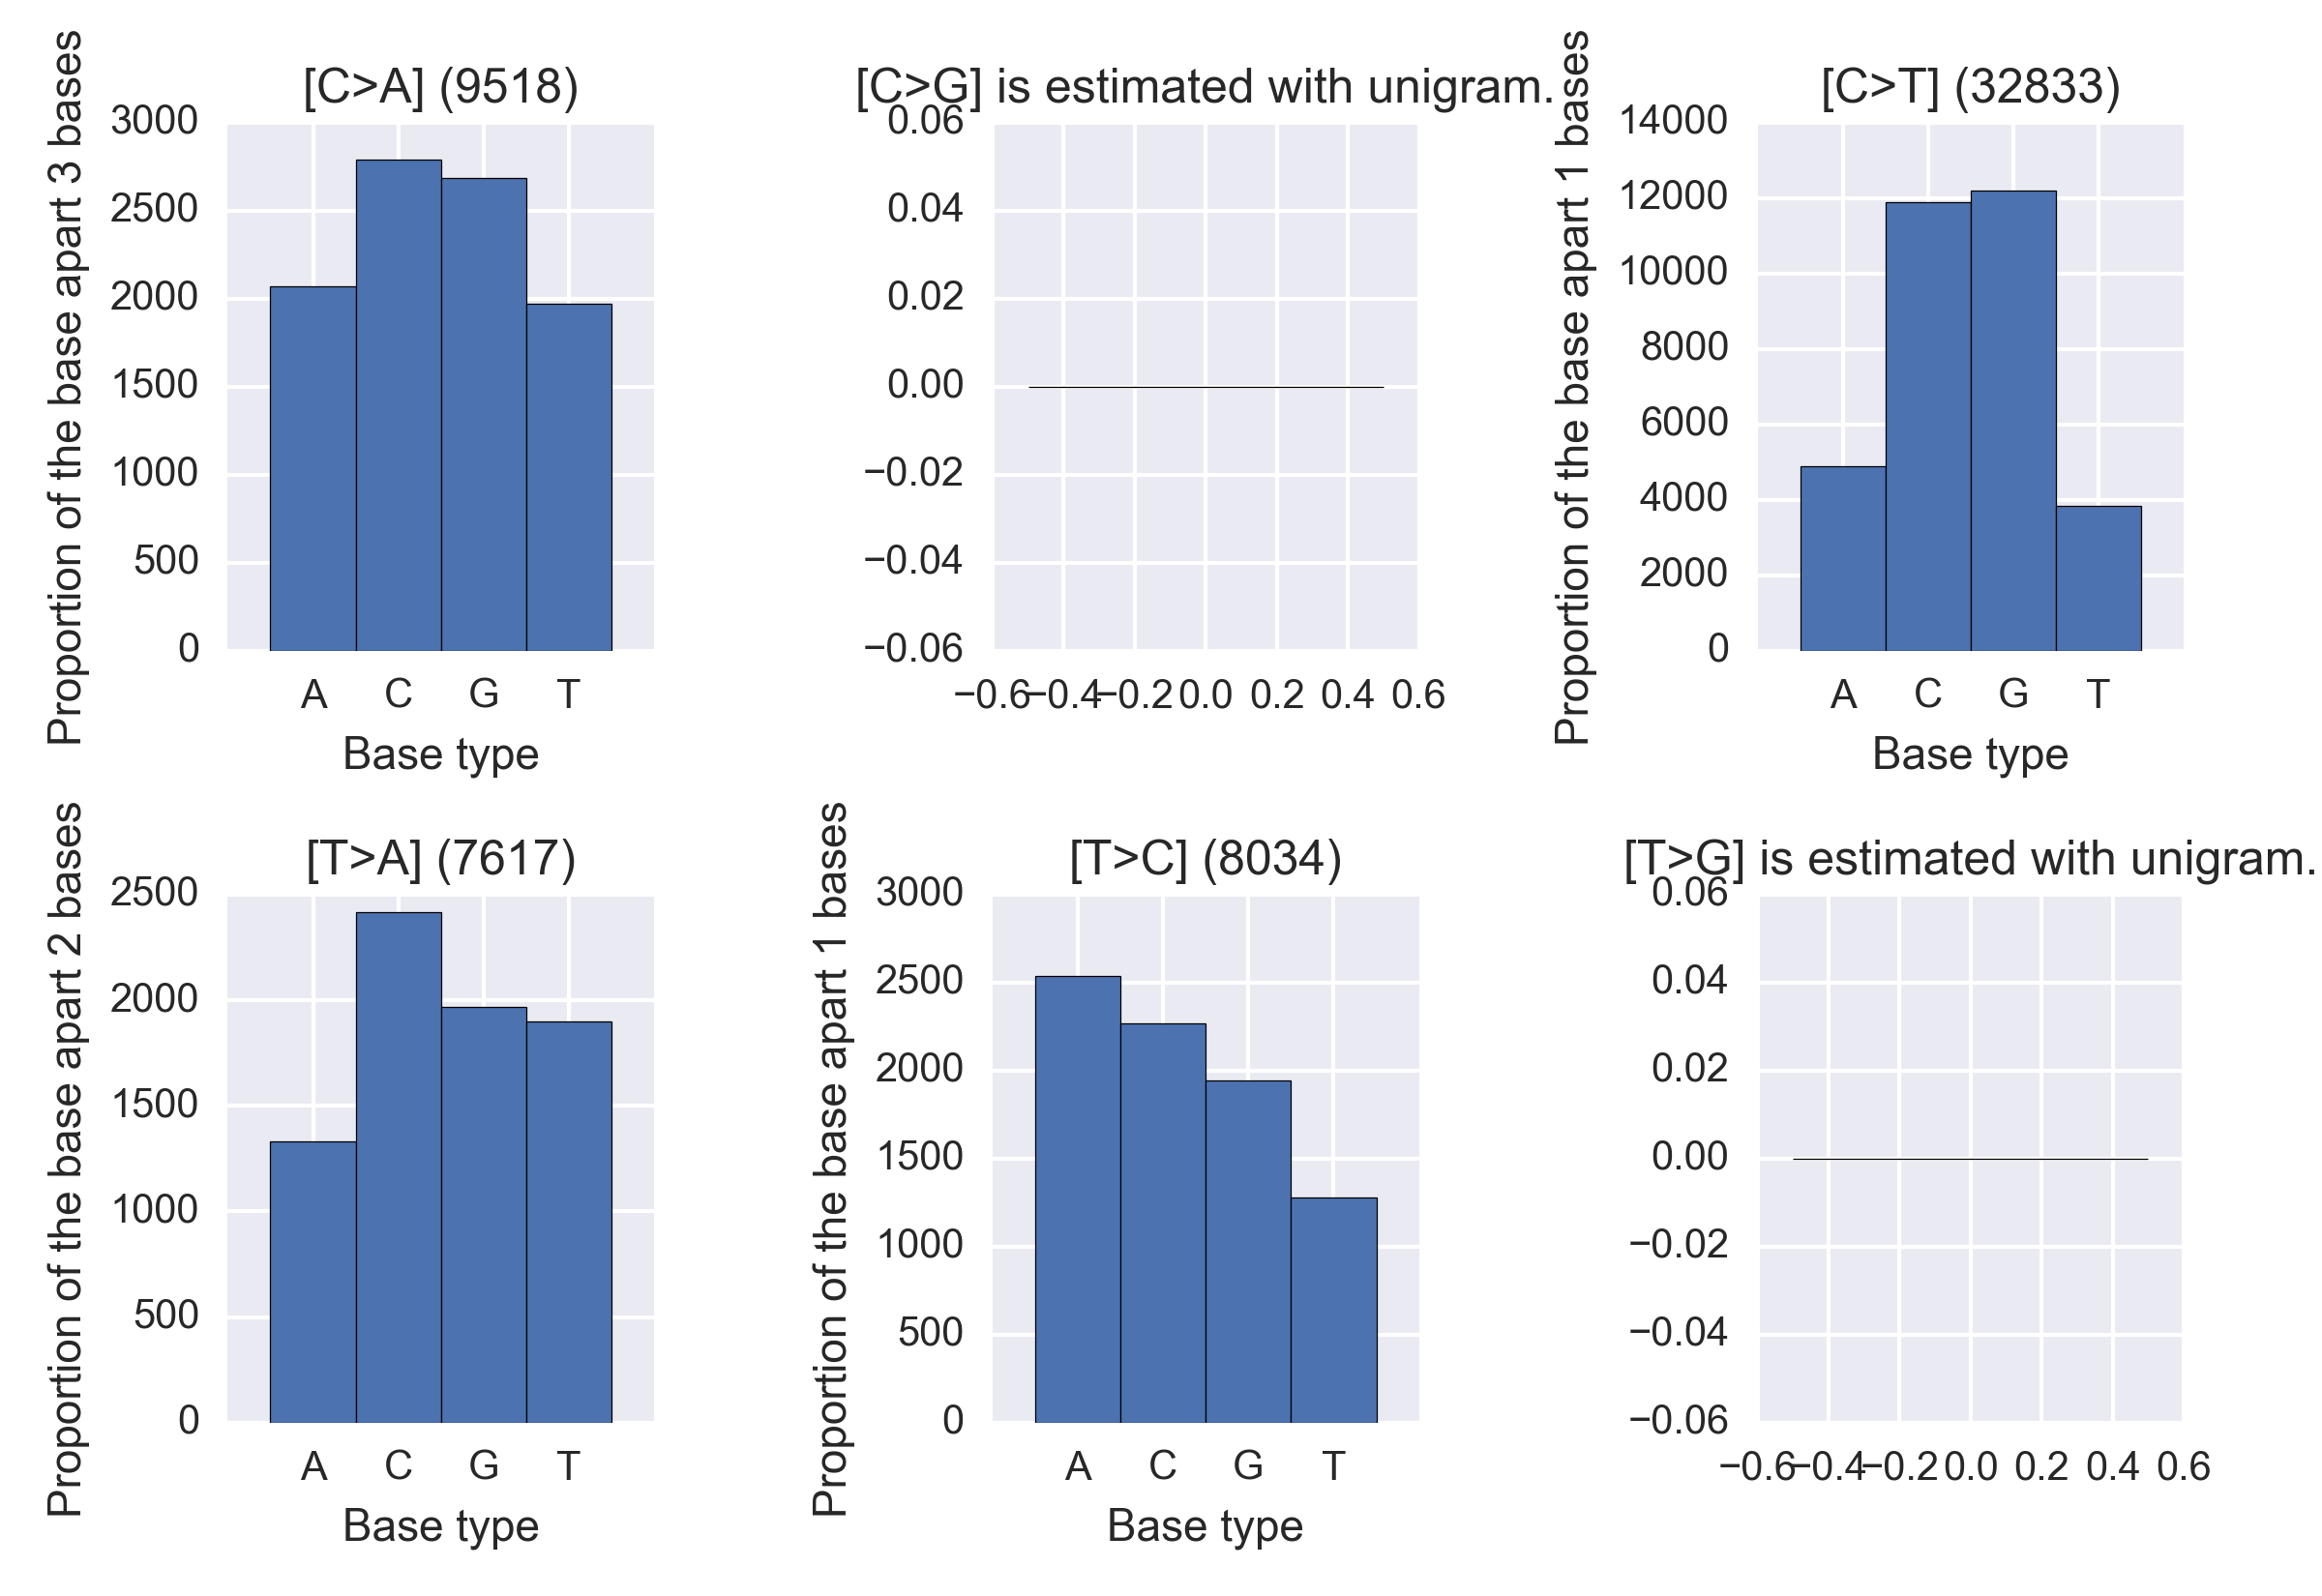 [C>A] (9518)
Proportion of the base apart 3 bases
3000
2500
2000
1500
1000
500
0
A C G T
Base type
[C>G] is estimated with unigram.
0.06
0.04
0.02
0.00
−0.02
−0.04
−0.06
−0.6 −0.4 −0.2 0.0 0.2 0.4 0.6
[C>T] (32833)
Proportion of the base apart 1 bases
14000
12000
10000
8000
6000
4000
2000
0
A C G T
Base type
[T>A] (7617)
Proportion of the base apart 2 bases
2500
2000
1500
1000
500
0
A C G T
Base type
[T>C] (8034)
Proportion of the base apart 1 bases
3000
2500
2000
1500
1000
500
0
A C G T
Base type
[T>G] is estimated with unigram.
0.06
0.04
0.02
0.00
−0.02
−0.04
−0.06
−0.6 −0.4 −0.2 0.0 0.2 0.4 0.6